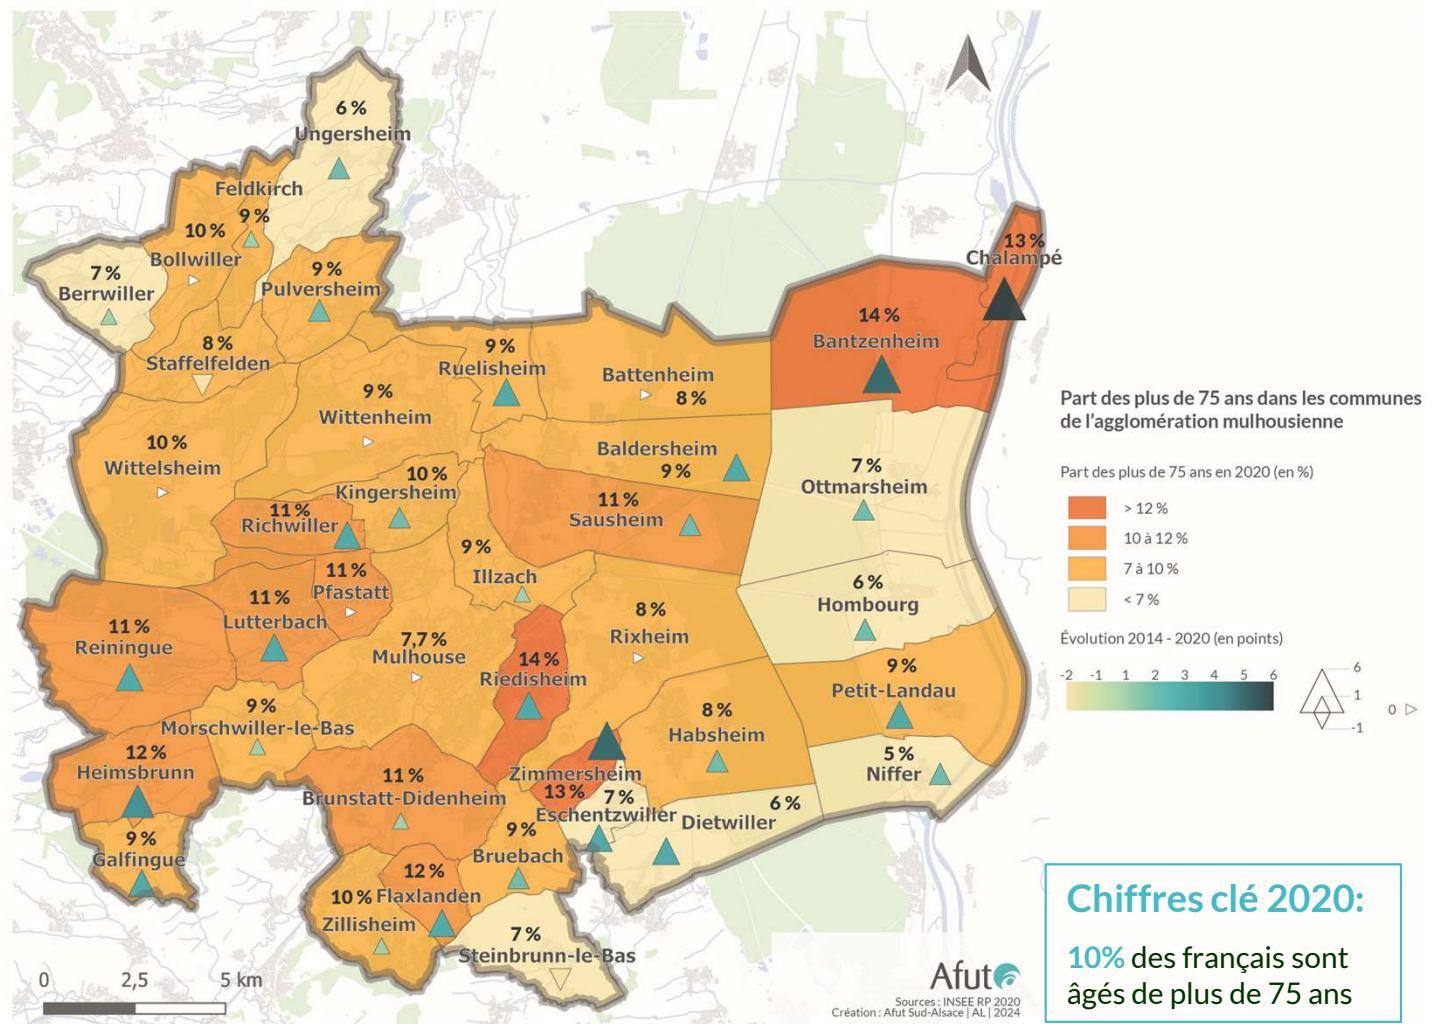 6 %
Ungersheim
Feldkirch
9 %
10 %
Bollwiller
7 %
Berrwiller
9 %
Pulversheim
13 %
Chalampé
14 %
Bantzenheim
8 %
Staffelfelden
9 %
Ruelisheim
Battenheim
8 %
9 %
Wittenheim
10 %
Wittelsheim
Baldersheim
9 %
10 %
Kingersheim
7 %
Ottmarsheim
11 %
Richwiller
11 %
Sausheim
9 %
Illzach
11 %
Pfastatt
11 %
Lutterbach
6 %
Hombourg
8 %
Rixheim
11 %
Reiningue
7,7 %
Mulhouse
14 %
Riedisheim
9 %
Petit-Landau
9 %
Morschwiller-le-Bas
8 %
Habsheim
12 %
Heimsbrunn
5 %
Niffer
11 %
Brunstatt-Didenheim
Zimmersheim
13 %
7 %
Eschentzwiller
6 %
Dietwiller
9 %
Galfingue
9 %
Bruebach
12 %
Flaxlanden
10 %
Zillisheim
7 %
Steinbrunn-le-Bas
0 2,5 5 km
Afut
Sources : INSEE RP 2020
Création : Afut Sud-Alsace | AL | 2024
Part des plus de 75 ans dans les communes
de l'agglomération mulhousienne
Part des plus de 75 ans en 2020 (en %)
> 12 %
10 à 12 %
7 à 10 %
< 7 %
Évolution 2014 - 2020 (en points)
-2 -1 1 2 3 4 5 6
6
1
-1
0
Chiffres clé 2020:
10% des français sont
âgés de plus de 75 ans